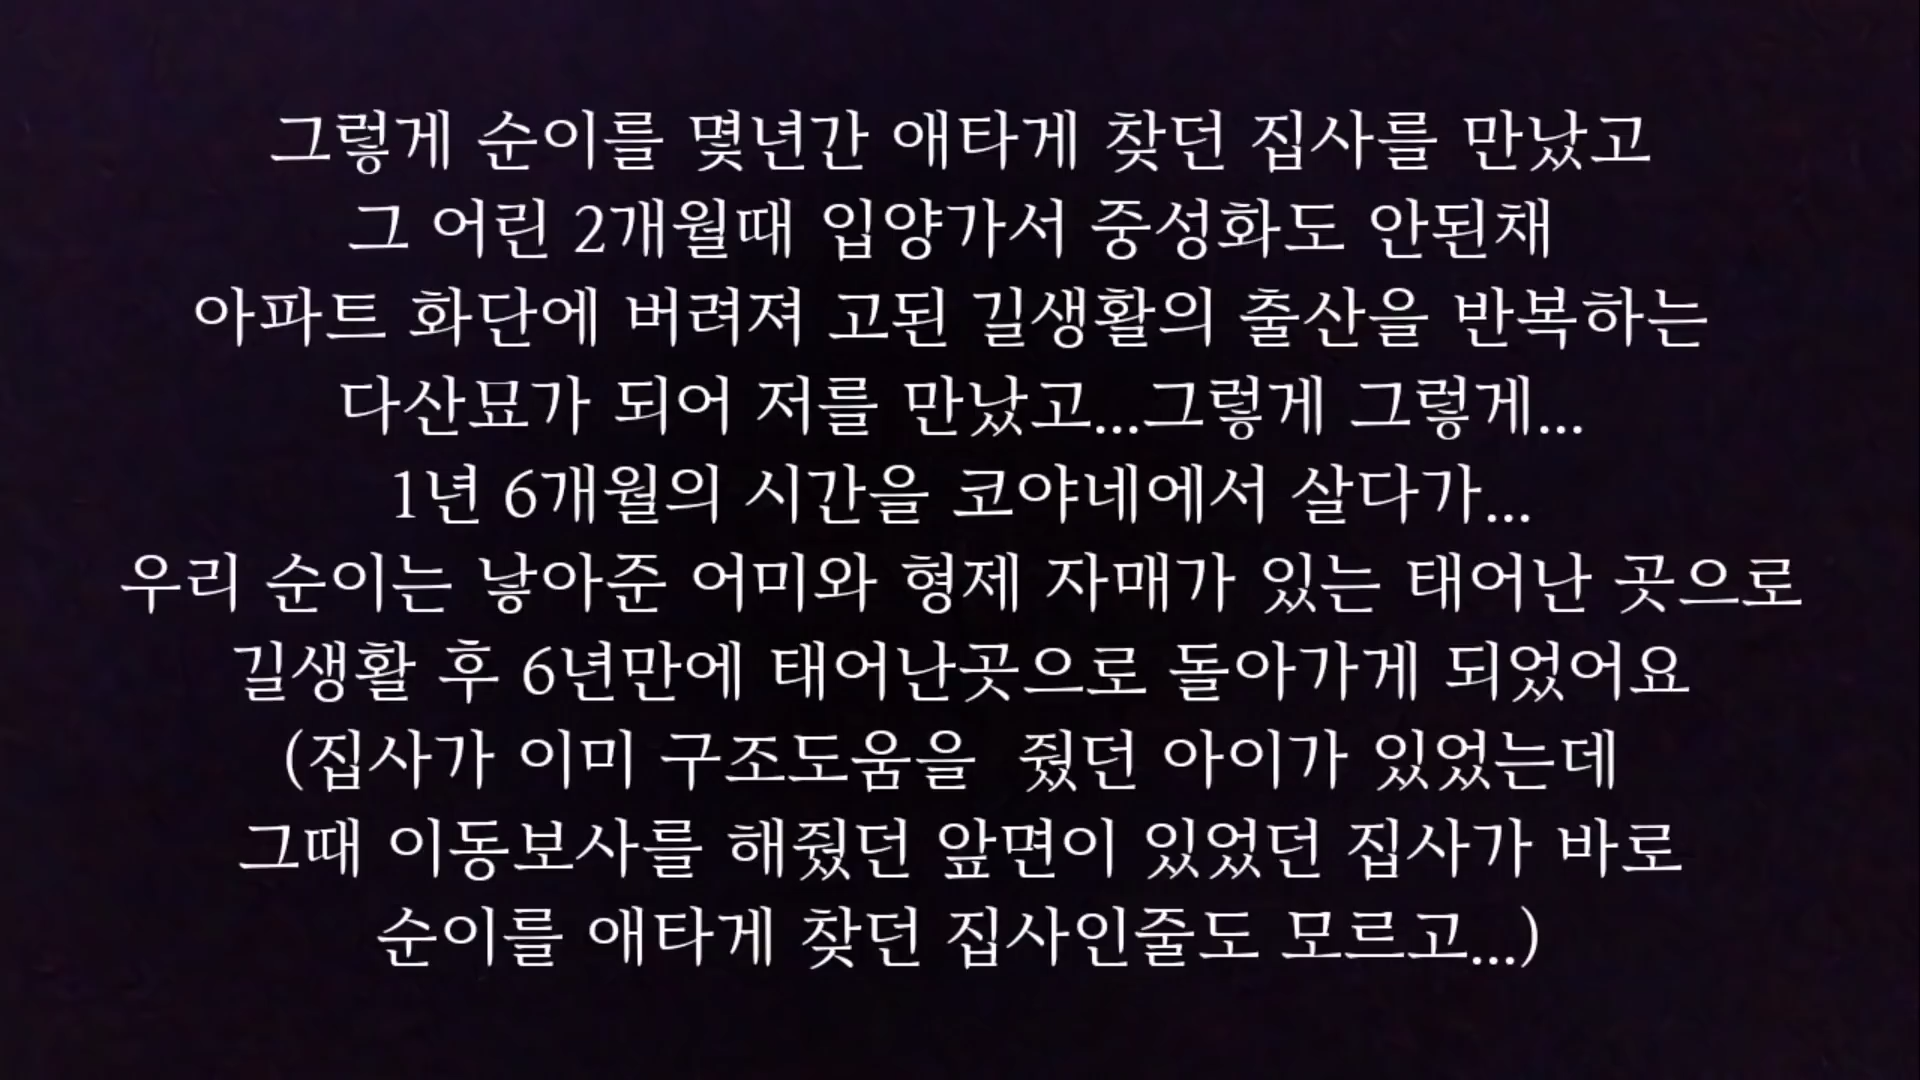 그렇게 순이를 몇년간 애타게 찾던 집사를 만났고
그 어린 2개월때 입양가서 중성화도 안된채
아파트 화단에 버려져 고된 길생활의 출산을 반복하는
다산묘가 되어 저를 만났고...그렇게 그렇게...
1년 6개월의 시간을 코야네에서 살다가...
우리 순이는 낳아준 어미와 형제 자매가 있는 태어난 곳으로
길생활 후 6년만에 태어난곳으로 돌아가게 되었어요
(집사가 이미 구조도움을 줬던 아이가 있었는데
그때 이동보사를 해줬던 앞면이 있었던 집사가 바로
순이를 애타게 찾던 집사인줄도 모르고...)